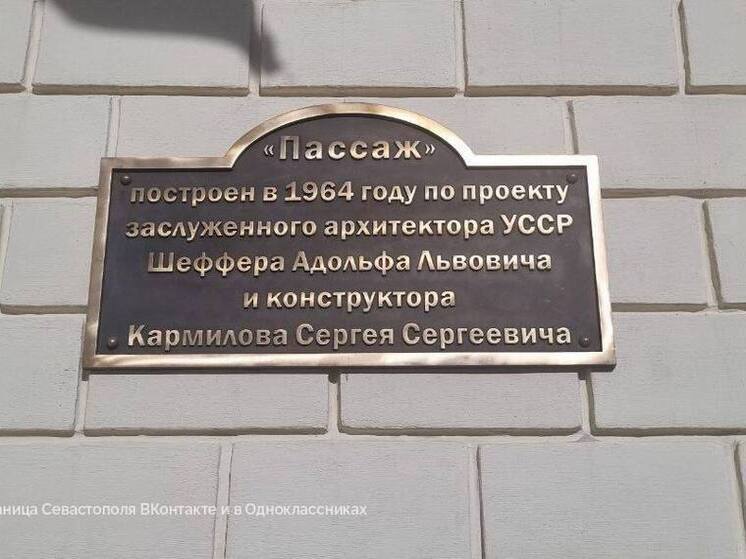 «Пассаж»
построен в 1964 году по проекту
заслуженного архитектора УССР
Шеффера Адольфа Львовича
и конструктора
Кармилова Сергея Сергеевича
Севастополя ВКонтакте и в Одноклассниках